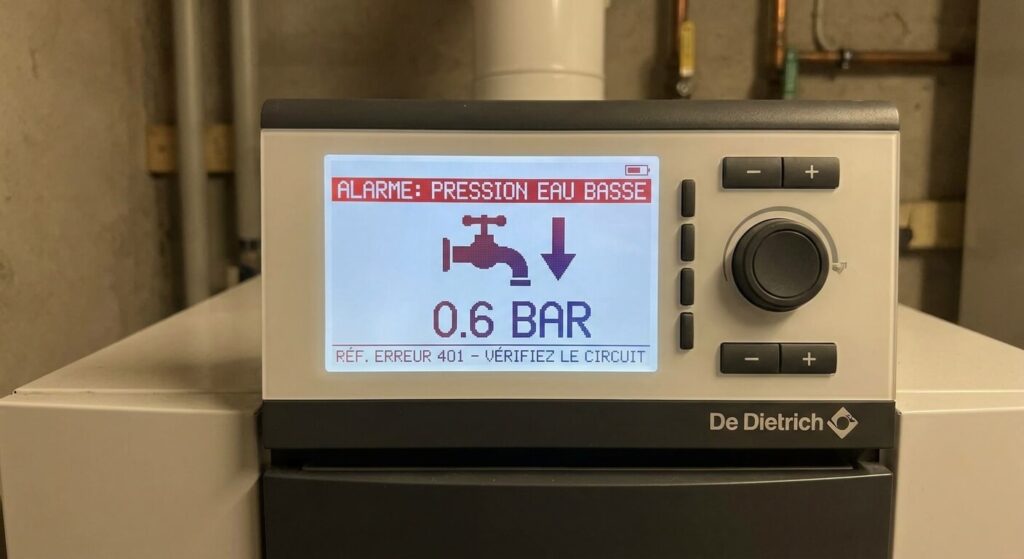 ALARME: PRESSION EAU BASSE
0.6 BAR
RÉF. ERREUR 401 – VÉRIFIEZ LE CIRCUIT
− +
− +
De Dietrich